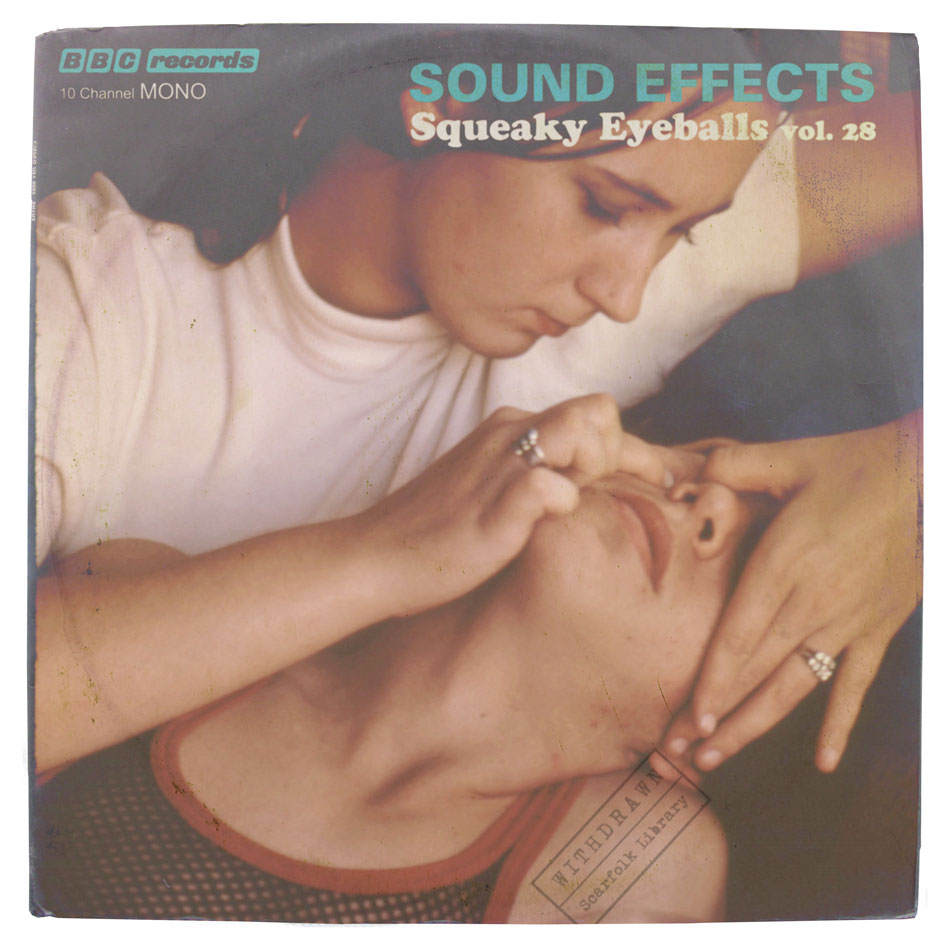 BBC records
10 Channel MONO
SOUND EFFECTS
Squeaky Eyeballs vol. 28
WITHDRAWN
Scarfolk Library